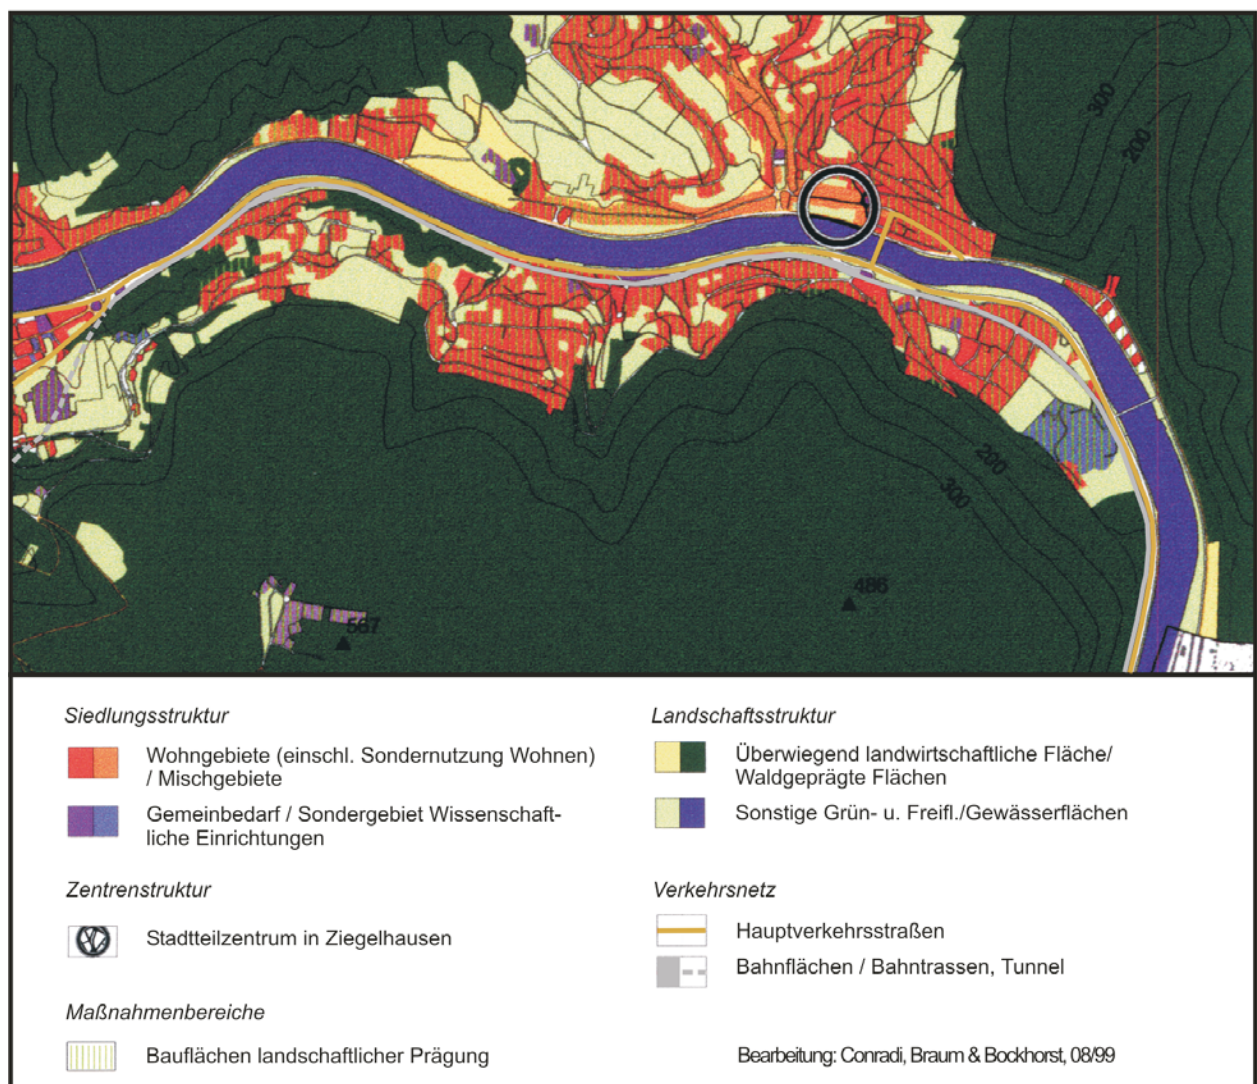 300
200
200
300
486
567
Siedlungsstruktur
Wohngebiete (einschl. Sondernutzung Wohnen)
/ Mischgebiete
Gemeinbedarf / Sondergebiet Wissenschaft-
liche Einrichtungen
Zentrenstruktur
Stadtteilzentrum in Ziegelhausen
Maßnahmenbereiche
Bauflächen landschaftlicher Prägung
Landschaftsstruktur
Überwiegend landwirtschaftliche Fläche/
Waldgeprägte Flächen
Sonstige Grün- u. Freifl./Gewässerflächen
Verkehrsnetz
Hauptverkehrsstraßen
Bahnflächen / Bahntrassen, Tunnel
Bearbeitung: Conradi, Braum & Bockhorst, 08/99